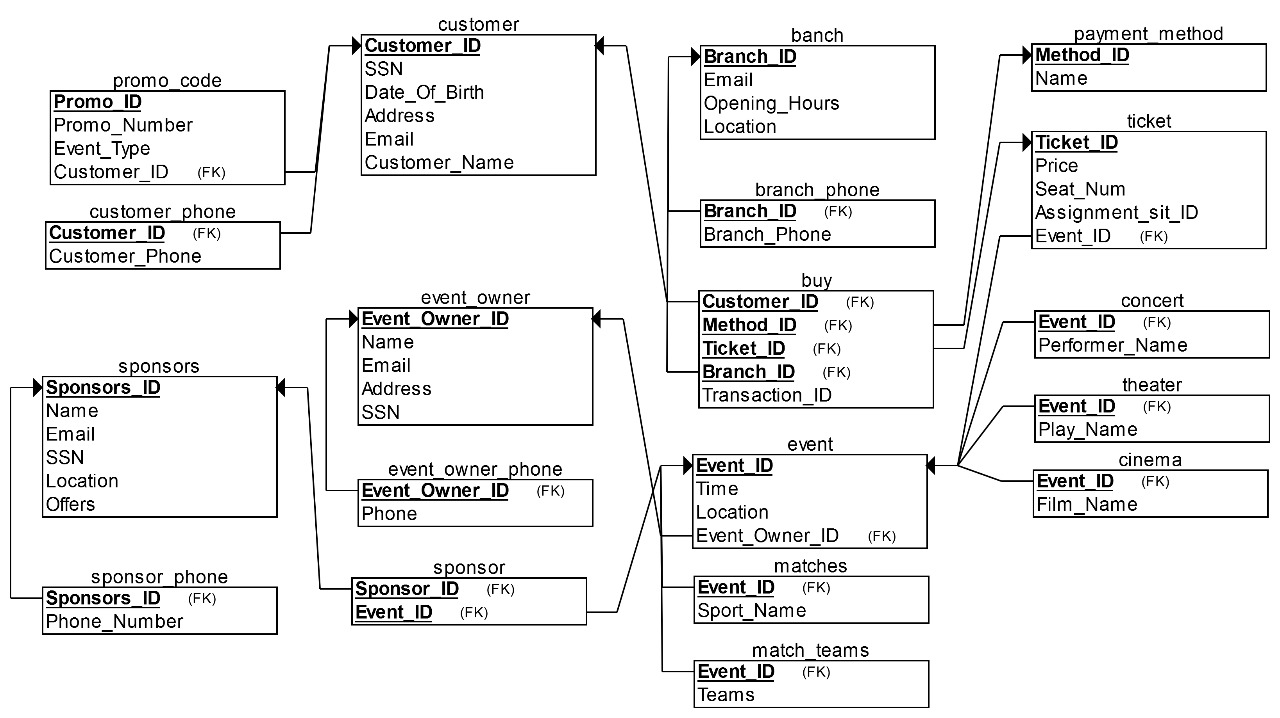 customer
Customer_ID
SSN
Date_Of_Birth
Address
Email
Customer_Name
banch
Branch_ID
Email
Opening_Hours
Location
payment_method
Method_ID
Name
promo_code
Promo_ID
Promo_Number
Event_Type
Customer_ID (FK)
ticket
Ticket_ID
Price
Seat_Num
Assignment_sit_ID
Event_ID (FK)
customer_phone
Customer_ID (FK)
Customer_Phone
branch_phone
Branch_ID (FK)
Branch_Phone
event_owner
Event_Owner_ID
Name
Email
Address
SSN
buy
Customer_ID (FK)
Method_ID (FK)
Ticket_ID (FK)
Branch_ID (FK)
Transaction_ID
concert
Event_ID (FK)
Performer_Name
sponsors
Sponsors_ID
Name
Email
SSN
Location
Offers
theater
Event_ID (FK)
Play_Name
event_owner_phone
Event_Owner_ID (FK)
Phone
event
Event_ID
Time
Location
Event_Owner_ID (FK)
cinema
Event_ID (FK)
Film_Name
sponsor_phone
Sponsors_ID (FK)
Phone_Number
sponsor
Sponsor_ID (FK)
Event_ID (FK)
matches
Event_ID (FK)
Sport_Name
match_teams
Event_ID (FK)
Teams